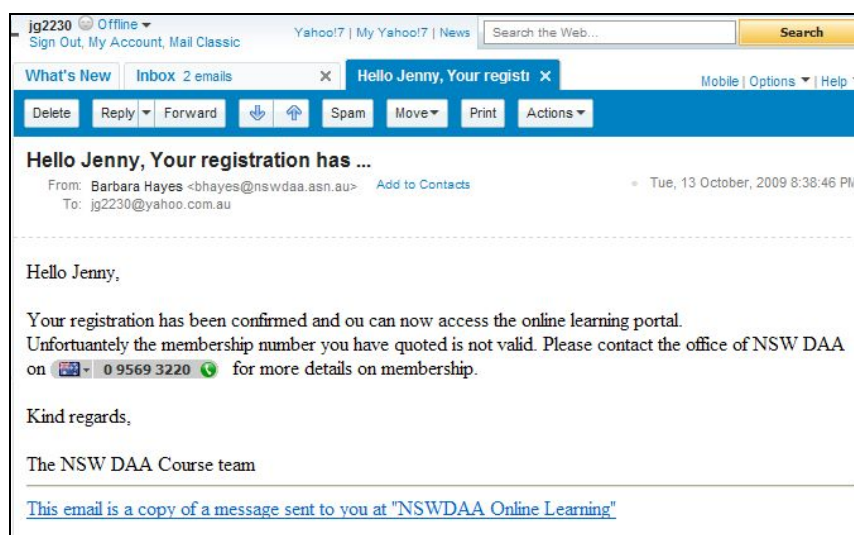 jg2230 Offline
Sign Out, My Account, Mail Classic Yahoo!7 | My Yahoo!7 | News Search the Web... Search
What's New Inbox 2 emails Hello Jenny, Your regist Mobile | Options | Help
Delete Reply Forward Spam Move Print Actions
Hello Jenny, Your registration has ...
From: Barbara Hayes <bhayes@nswdaa.asn.au> Add to Contacts Tue, 13 October, 2009 8:38:46 PM
To: jg2230@yahoo.com.au
Hello Jenny,
Your registration has been confirmed and ou can now access the online learning portal.
Unfortuantely the membership number you have quoted is not valid. Please contact the office of NSW DAA
on 0 9569 3220 for more details on membership.
Kind regards,
The NSW DAA Course team
This email is a copy of a message sent to you at "NSWDAA Online Learning"